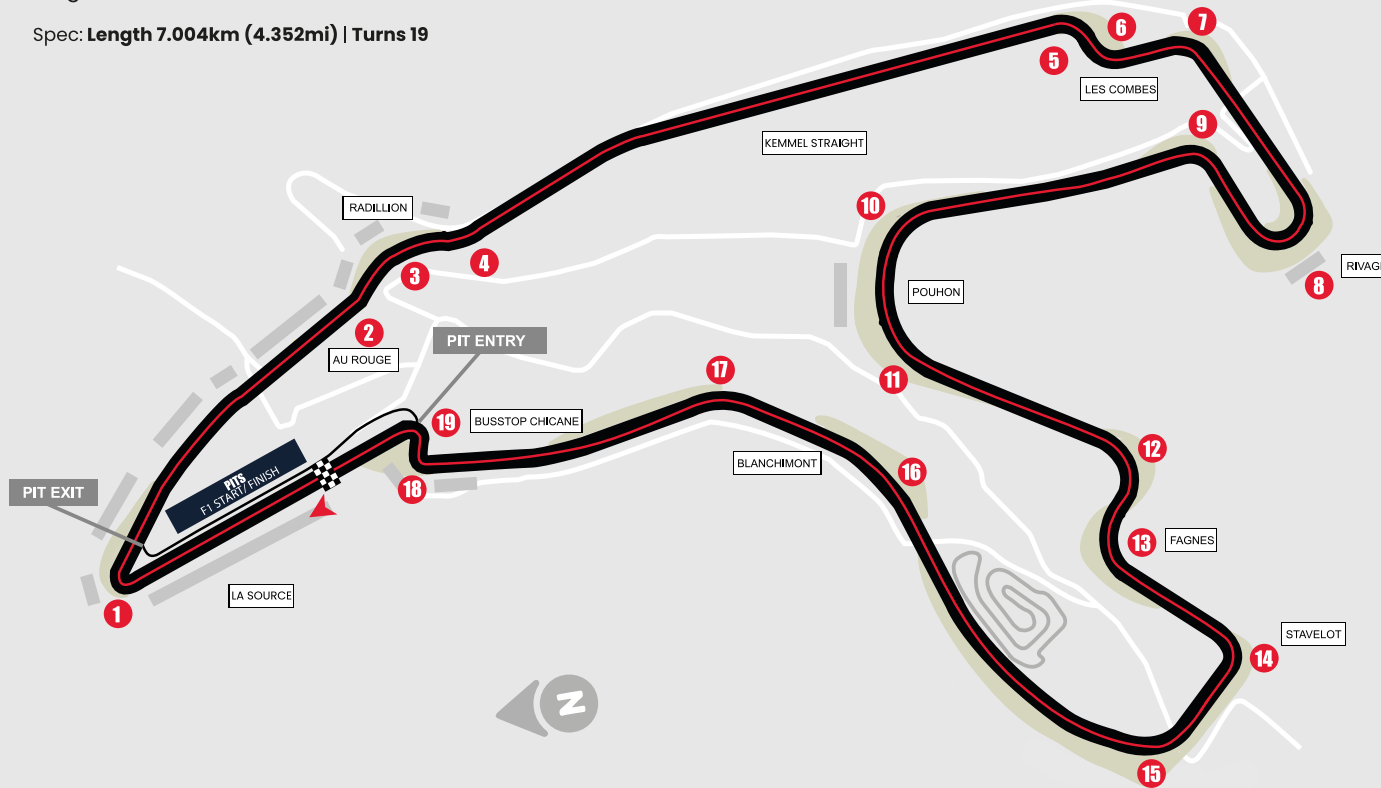 Spec: Length 7.004km (4.352mi) | Turns 19
6
7
5
LES COMBES
9
KEMMEL STRAIGHT
RADILLION
10
3
4
POUHON
8
2
AU ROUGE
PIT ENTRY
17
11
19
BUSSTOP CHICANE
12
BLANCHIMONT
16
PITS
F1 START/FINISH
PIT EXIT
18
13
FAGNES
LA SOURCE
1
STAVELOT
14
N
15